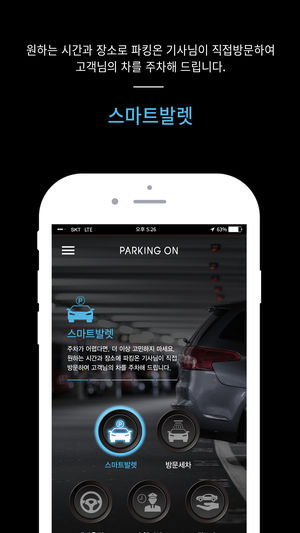 원하는 시간과 장소로 파킹온 기사님이 직접방문하여
고객님의 차를 주차해 드립니다.
스마트발렛
SKT LTE 오후 5:26 63%
PARKING ON
스마트발렛
주차가 어렵다면, 더 이상 고민하지 마세요.
원하는 시간과 장소에 파킹온 기사님이 직접
방문하여 고객님의 차를 주차해 드립니다.
스마트발렛 방문세차